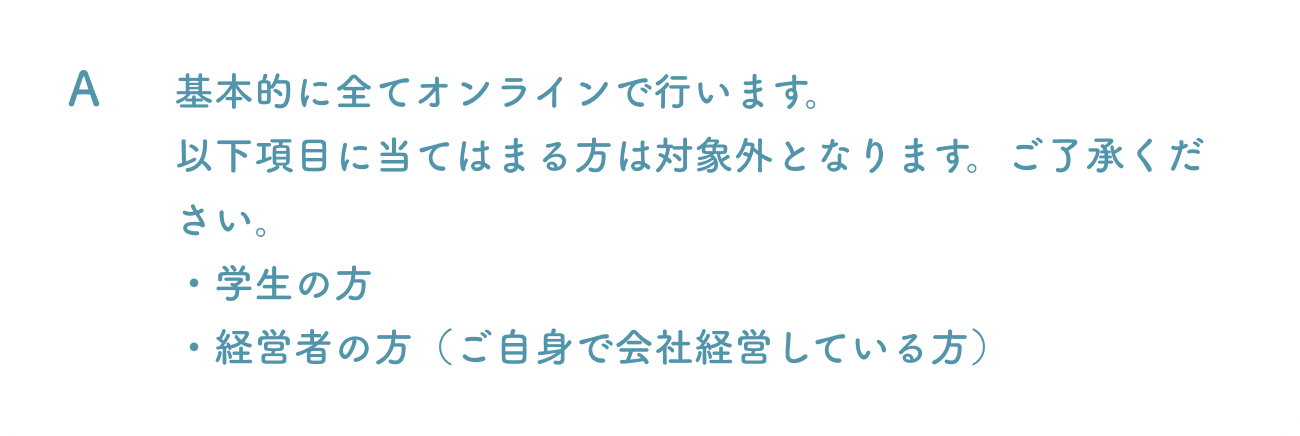 A 基本的に全てオンラインで行います。
以下項目に当てはまる方は対象外となります。ご了承くだ
さい。
・学生の方
・経営者の方（ご自身で会社経営している方）